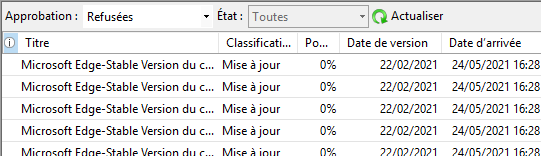 Approbation : Refusées État : Toutes Actualiser
Titre Classificati... Po... Date de version Date d'arrivée
Microsoft Edge-Stable Version du c... Mise à jour 0% 22/02/2021 24/05/2021 16:28
Microsoft Edge-Stable Version du c... Mise à jour 0% 22/02/2021 24/05/2021 16:28
Microsoft Edge-Stable Version du c... Mise à jour 0% 22/02/2021 24/05/2021 16:28
Microsoft Edge-Stable Version du c... Mise à jour 0% 22/02/2021 24/05/2021 16:28
Microsoft Edge-Stable Version du c... Mise à jour 0% 22/02/2021 24/05/2021 16:28